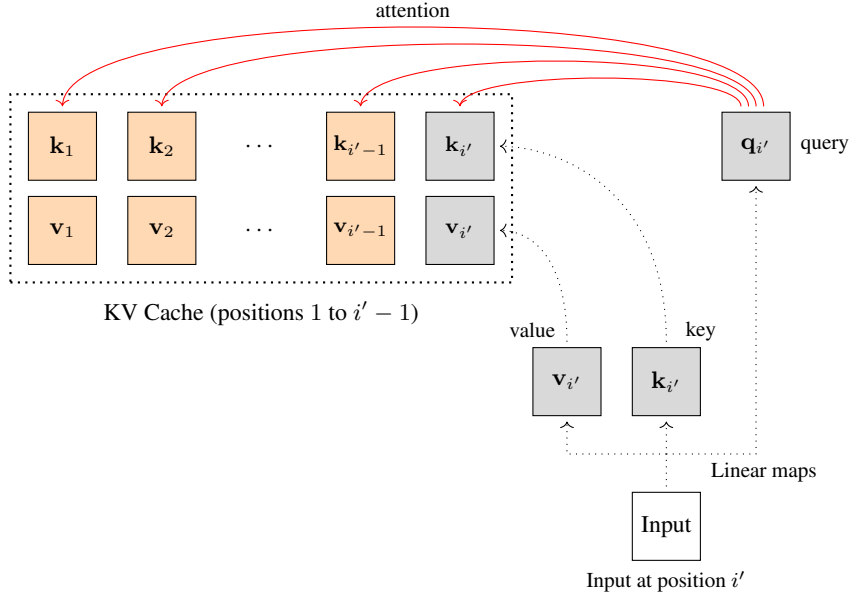 attention
k₁ k₂ ⋯ kᵢ′₋₁ kᵢ′ qᵢ′ query
v₁ v₂ ⋯ vᵢ′₋₁ vᵢ′
KV Cache (positions 1 to i′ − 1)
value key
vᵢ′ kᵢ′
Linear maps
Input
Input at position i′